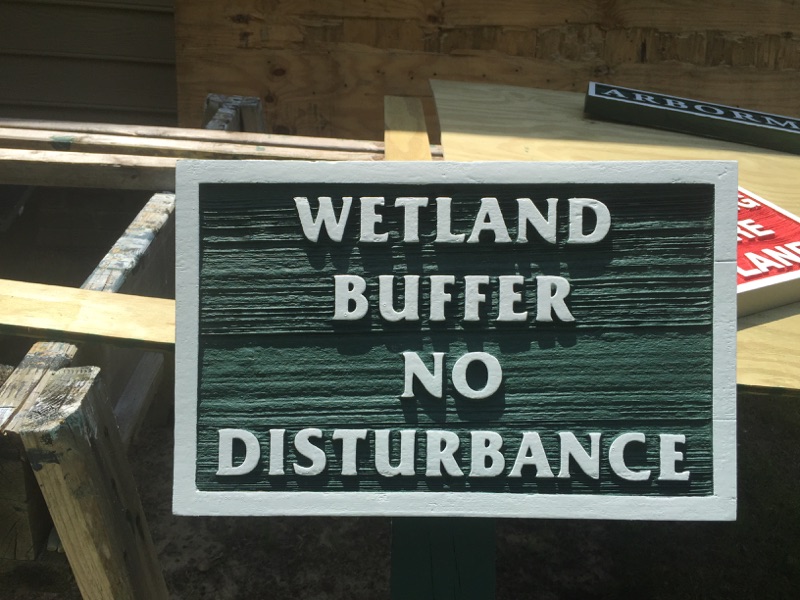 WETLAND
BUFFER
NO
DISTURBANCE